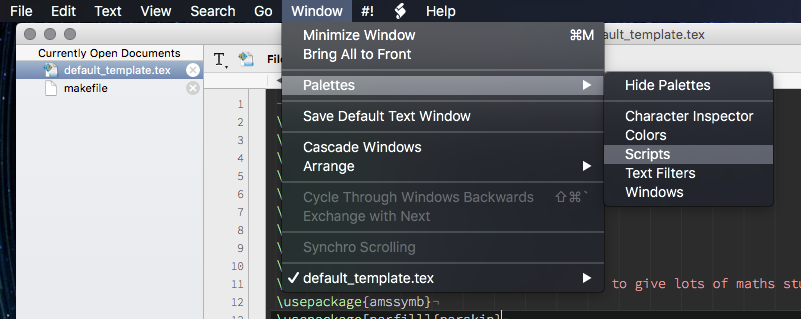 File Edit Text View Search Go Window #! Help
default_template.tex
Currently Open Documents
default_template.tex
makefile
T File
Minimize Window ⌘M
Bring All to Front
Palettes ▶
Save Default Text Window
Cascade Windows
Arrange ▶
Cycle Through Windows Backwards ⇧⌘`
Exchange with Next
Synchro Scrolling
✓ default_template.tex ▶
Hide Palettes
Character Inspector
Colors
Scripts
Text Filters
Windows
1
2
3
4
5
6
7
8
9
10
11 to give lots of maths stu
12 \usepackage{amssymb}¬
\usepackage[parfill]{parskip}